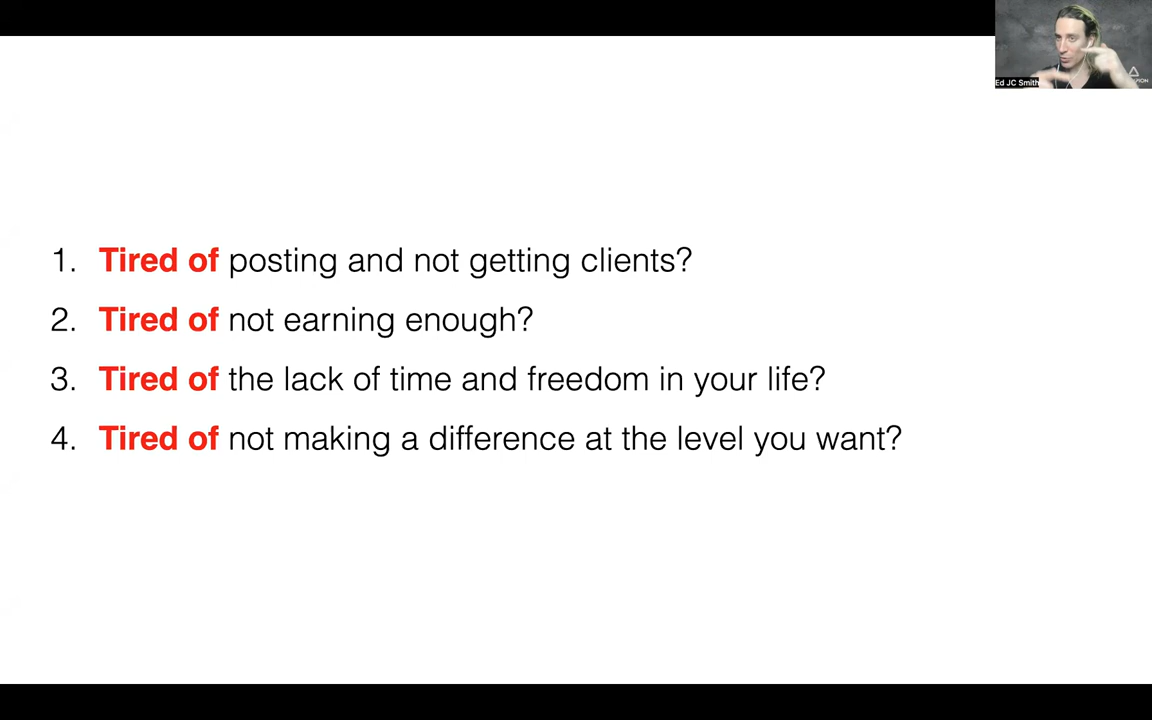 Ed JC Smith
1. Tired of posting and not getting clients?
2. Tired of not earning enough?
3. Tired of the lack of time and freedom in your life?
4. Tired of not making a difference at the level you want?